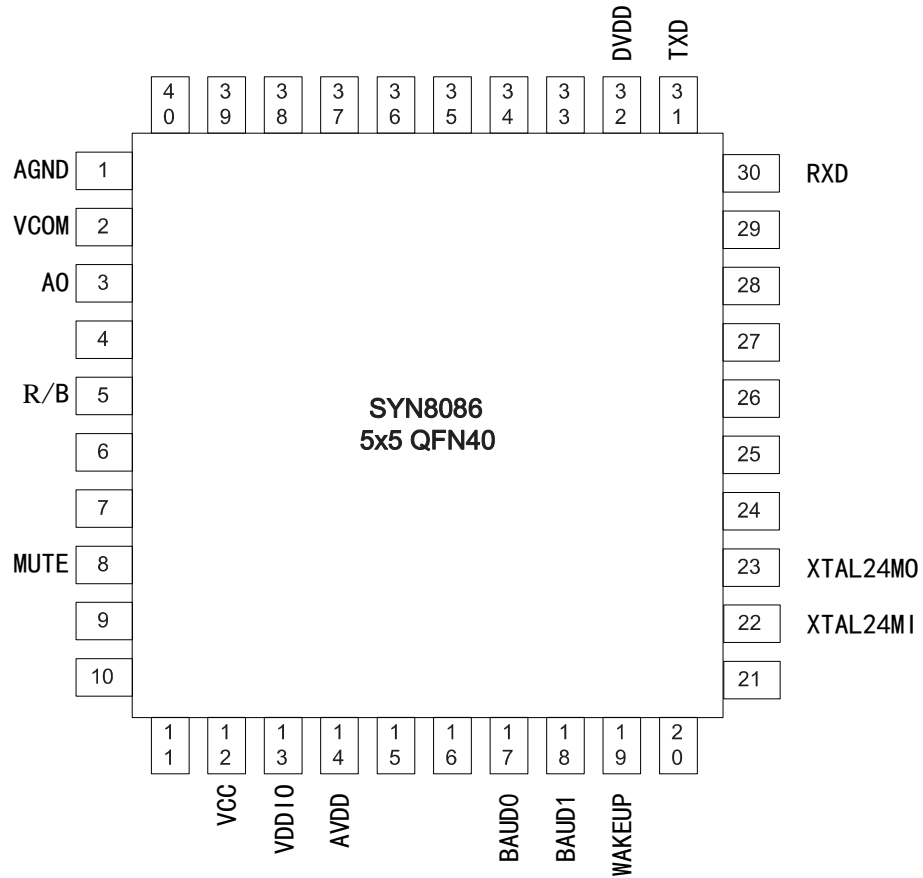 DVDD
TXD
40
39
38
37
36
35
34
33
32
31
AGND 1
VCOM 2
AO 3
4
R/B 5
6
7
MUTE 8
9
10
SYN8086
5x5 QFN40
30 RXD
29
28
27
26
25
24
23 XTAL24MO
22 XTAL24MI
21
11
12
13
14
15
16
17
18
19
20
VCC
VDDIO
AVDD
BAUD0
BAUD1
WAKEUP